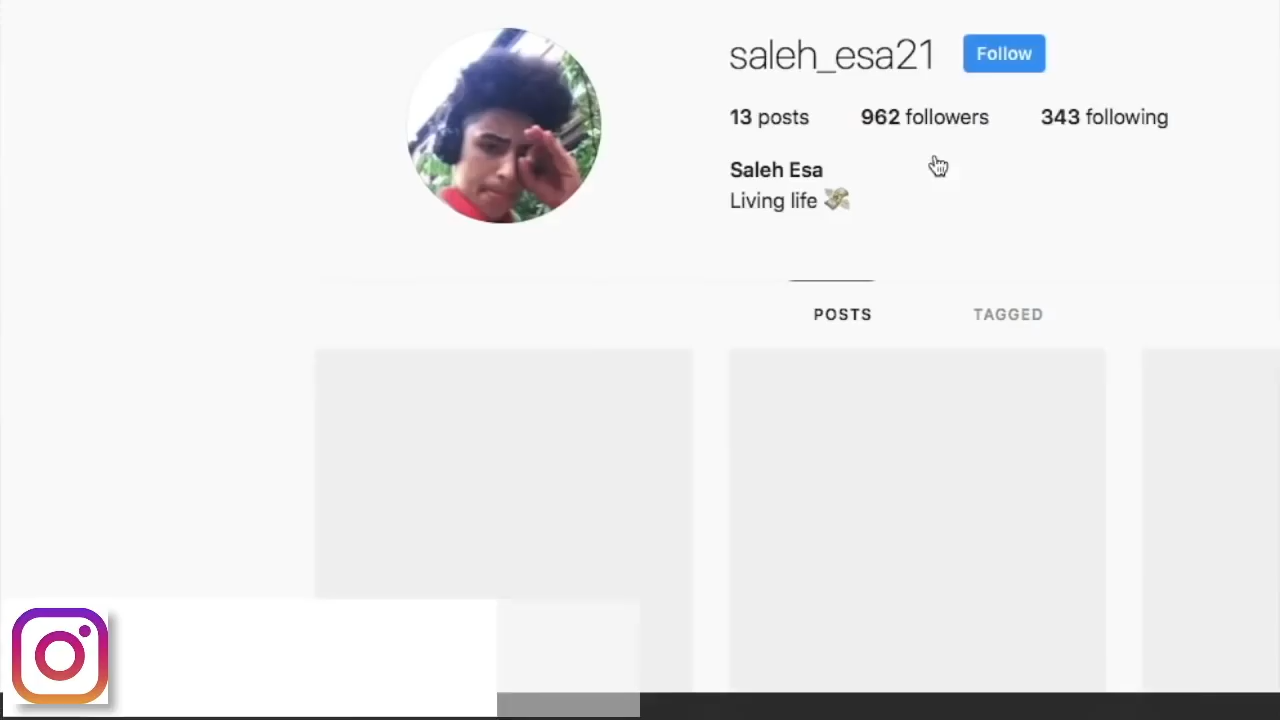 saleh_esa21 Follow
13 posts 962 followers 343 following
Saleh Esa
Living life 💸
POSTS TAGGED